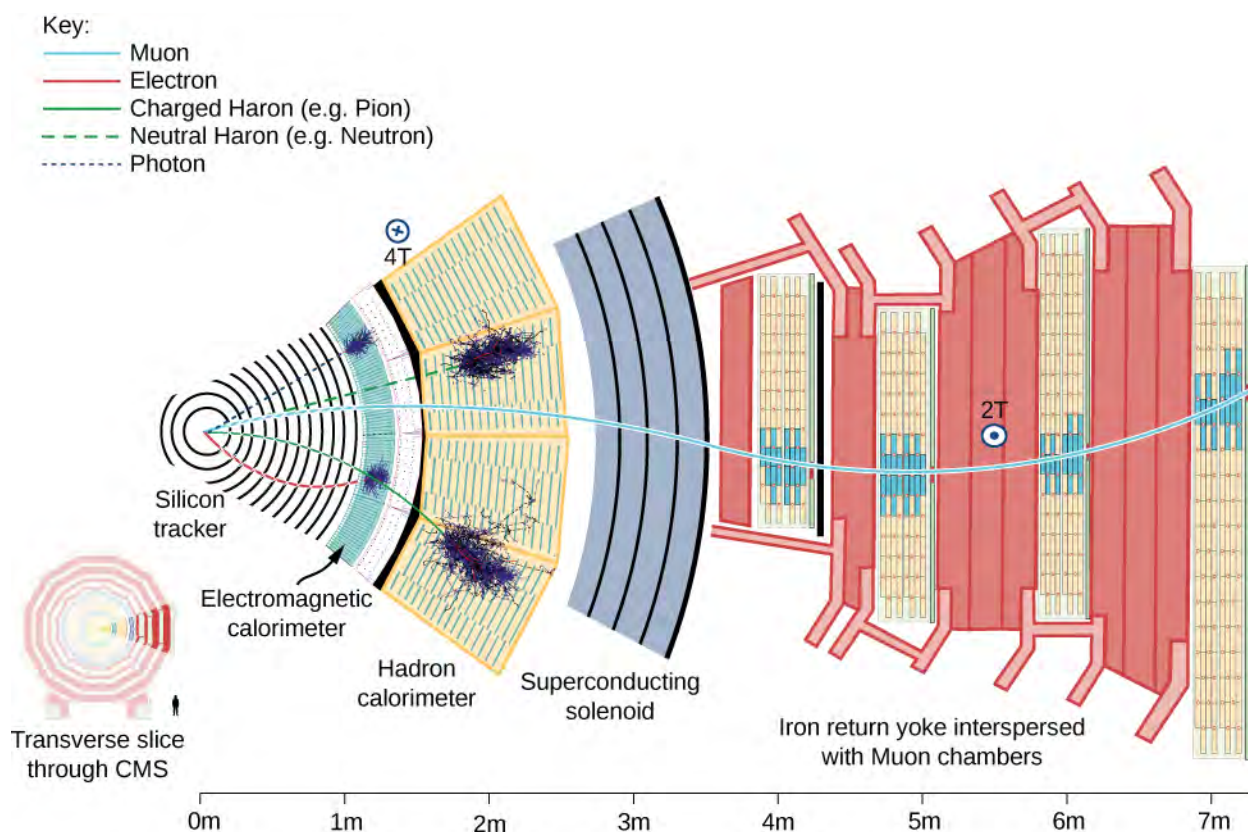 Key:
Muon
Electron
Charged Haron (e.g. Pion)
Neutral Haron (e.g. Neutron)
Photon
4T
2T
Silicon
tracker
Electromagnetic
calorimeter
Hadron
calorimeter
Superconducting
solenoid
Iron return yoke interspersed
with Muon chambers
Transverse slice
through CMS
0m
1m
2m
3m
4m
5m
6m
7m